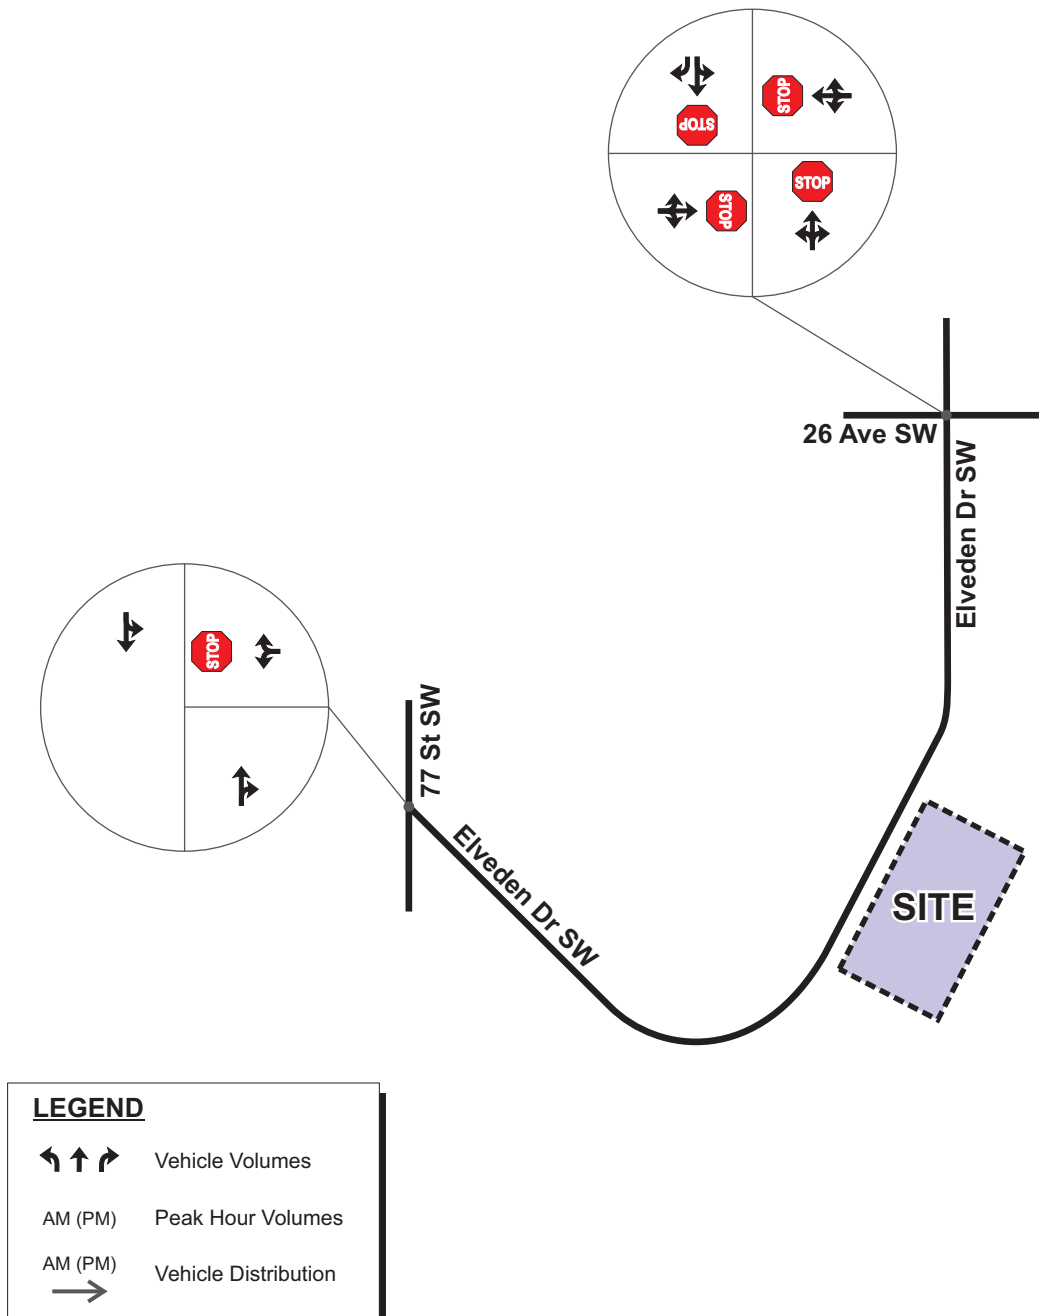 STOP
STOP
STOP
STOP
26 Ave SW
Elveden Dr SW
STOP
77 St SW
Elveden Dr SW
SITE
LEGEND
Vehicle Volumes
AM (PM) Peak Hour Volumes
AM (PM)
Vehicle Distribution